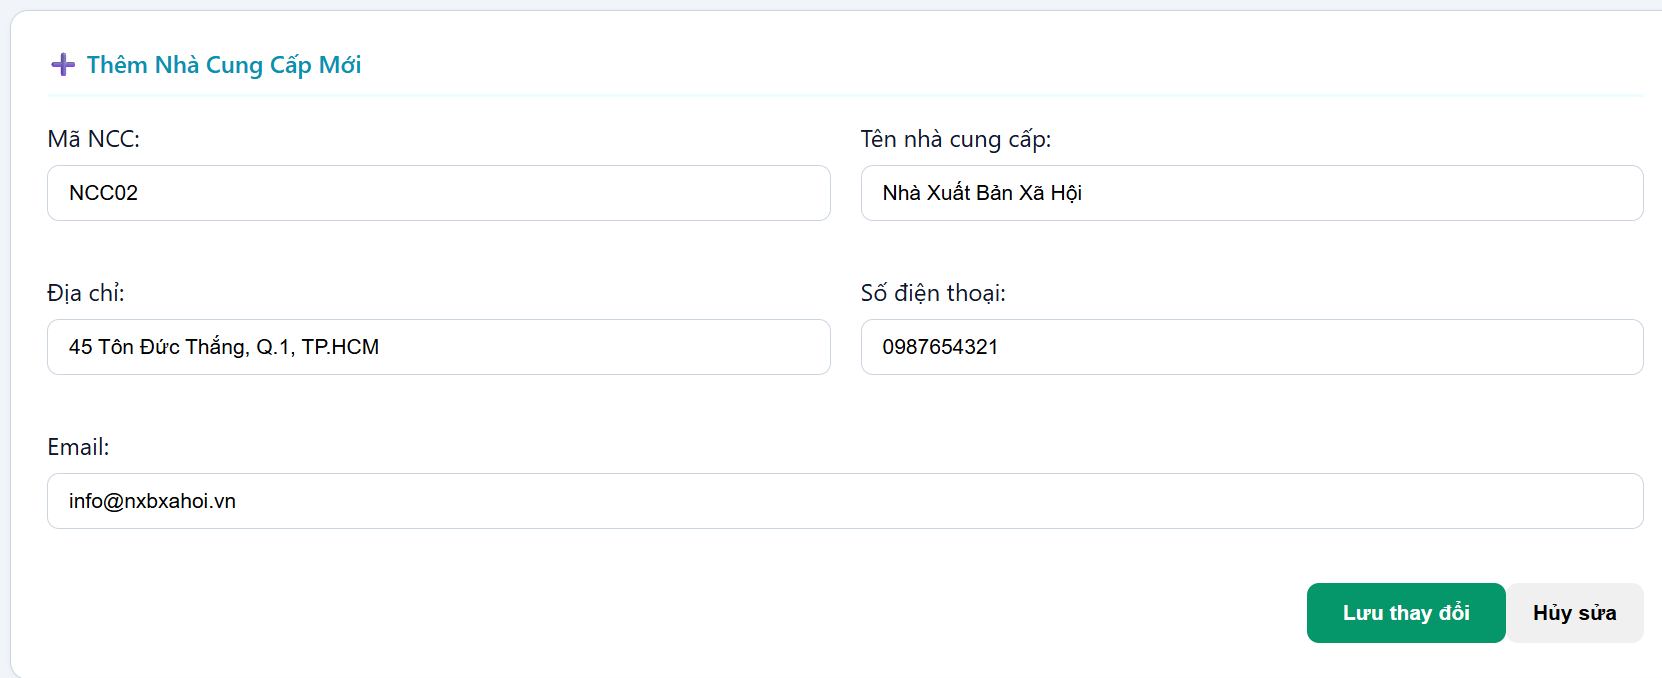 Thêm Nhà Cung Cấp Mới
Mã NCC:
Tên nhà cung cấp:
NCC02
Nhà Xuất Bản Xã Hội
Địa chỉ:
Số điện thoại:
45 Tôn Đức Thắng, Q.1, TP.HCM
0987654321
Email:
info@nxbxahoi.vn
Lưu thay đổi
Hủy sửa